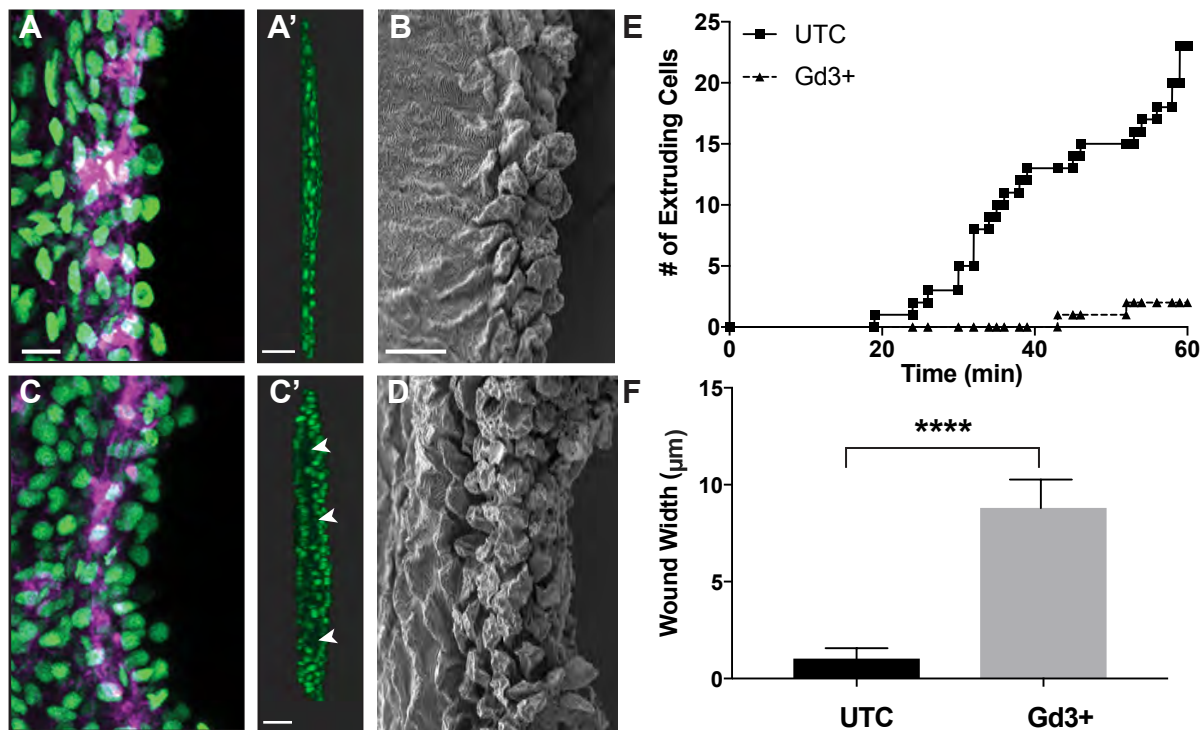 A
A'
B
E
# of Extruding Cells
25
20
15
10
5
0
UTC
Gd3+
0
20
40
60
Time (min)
C
C'
D
F
Wound Width (µm)
15
10
5
0
****
UTC
Gd3+